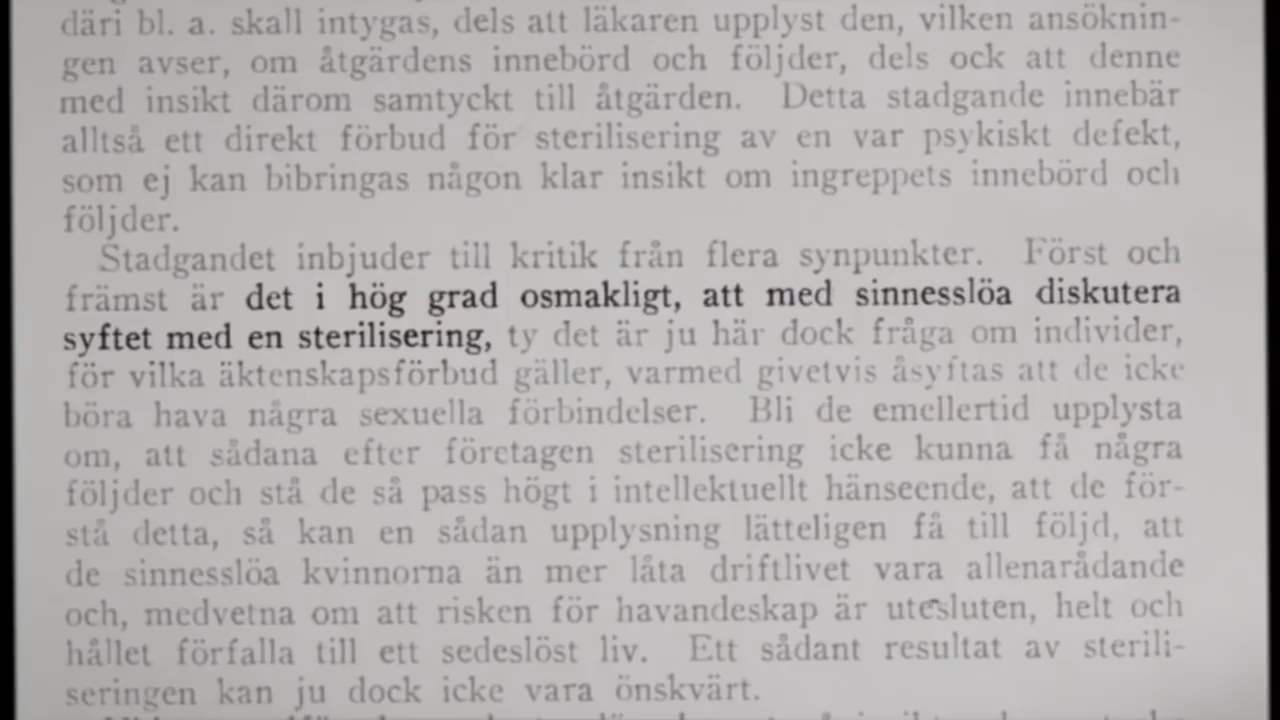 däri bl. a. skall intygas, dels att läkaren upplyst den, vilken ansöknin-
gen avser, om åtgärdens innebörd och följder, dels ock att denne
med insikt därom samtyckt till åtgärden. Detta stadgande innebär
alltså ett direkt förbud för sterilisering av en var psykiskt defekt,
som ej kan bibringas någon klar insikt om ingreppets innebörd och
följder.
Stadgandet inbjuder till kritik från flera synpunkter. Först och
främst är det i hög grad osmakligt, att med sinnesslöa diskutera
syftet med en sterilisering, ty det är ju här dock fråga om individer,
för vilka äktenskapsförbud gäller, varmed givetvis åsyftas att de icke
böra hava några sexuella förbindelser. Bli de emellertid upplysta
om, att sådana efter företagen sterilisering icke kunna få några
följder och stå de så pass högt i intellektuellt hänseende, att de för-
stå detta, så kan en sådan upplysning lätteligen få till följd, att
de sinnesslöa kvinnorna än mer låta driftlivet vara allenarådande
och, medvetna om att risken för havandeskap är utesluten, helt och
hållet förfalla till ett sedeslöst liv. Ett sådant resultat av sterili-
seringen kan ju dock icke vara önskvärt.